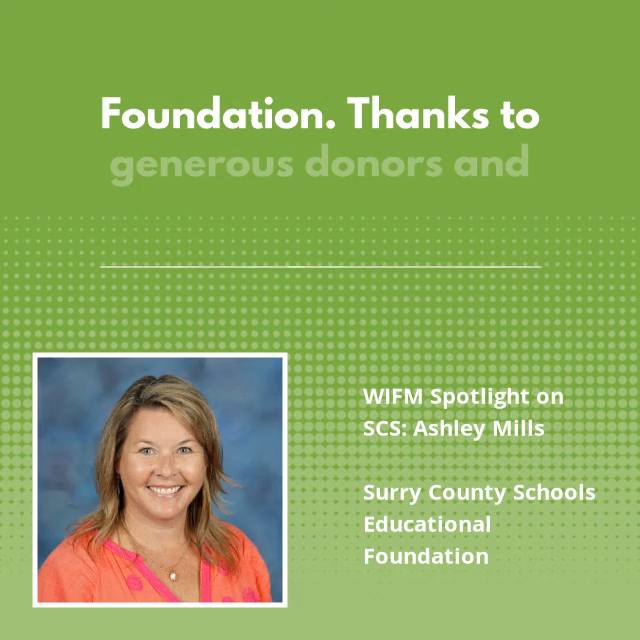 Foundation. Thanks to
generous donors and
WIFM Spotlight on
SCS: Ashley Mills
Surry County Schools
Educational
Foundation